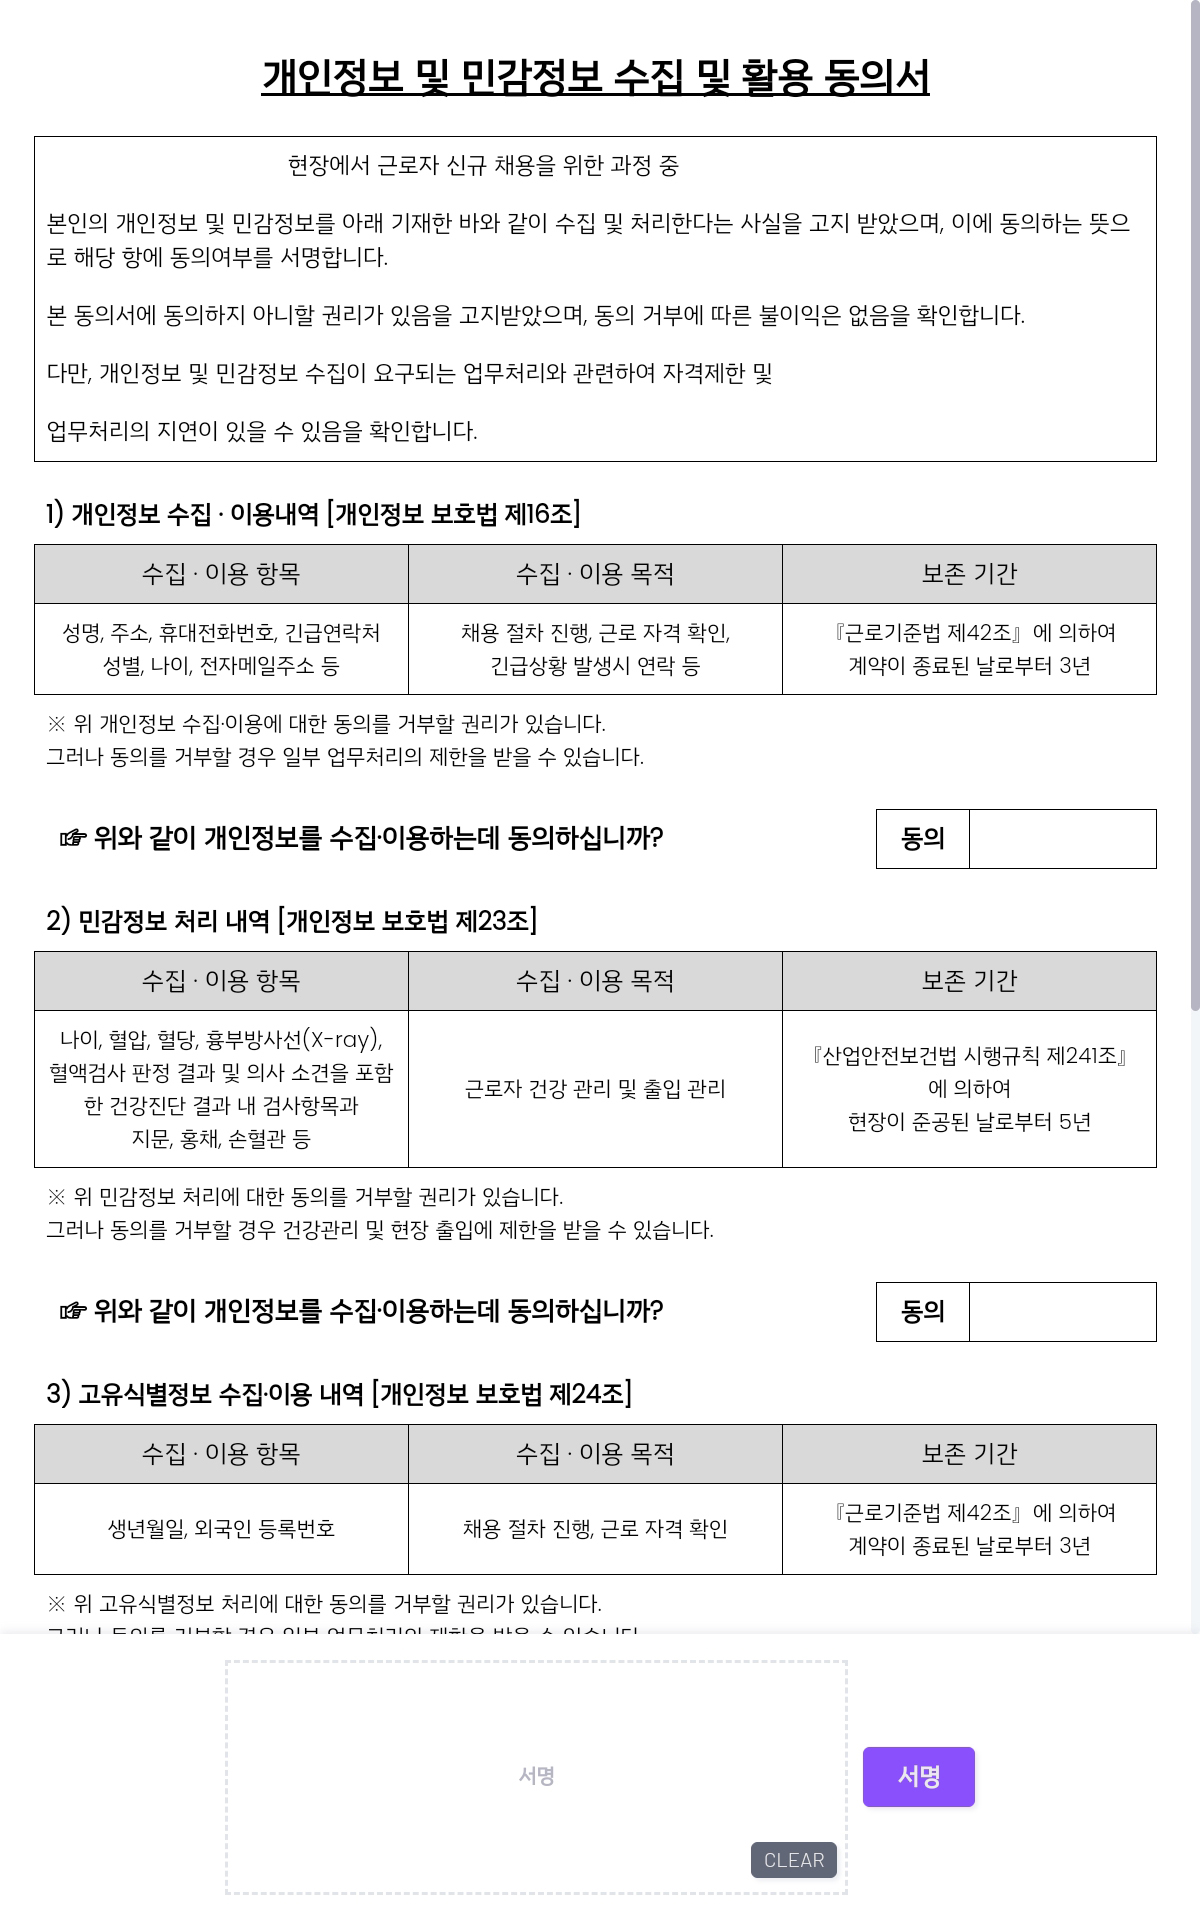 개인정보 및 민감정보 수집 및 활용 동의서
현장에서 근로자 신규 채용을 위한 과정 중
본인의 개인정보 및 민감정보를 아래 기재한 바와 같이 수집 및 처리한다는 사실을 고지 받았으며, 이에 동의하는 뜻으
로 해당 항에 동의여부를 서명합니다.
본 동의서에 동의하지 아니할 권리가 있음을 고지받았으며, 동의 거부에 따른 불이익은 없음을 확인합니다.
다만, 개인정보 및 민감정보 수집이 요구되는 업무처리와 관련하여 자격제한 및
업무처리의 지연이 있을 수 있음을 확인합니다.
1) 개인정보 수집 · 이용내역 [개인정보 보호법 제16조]
수집 · 이용 항목 수집 · 이용 목적 보존 기간
성명, 주소, 휴대전화번호, 긴급연락처
성별, 나이, 전자메일주소 등
채용 절차 진행, 근로 자격 확인,
긴급상황 발생시 연락 등
『근로기준법 제42조』에 의하여
계약이 종료된 날로부터 3년
※ 위 개인정보 수집·이용에 대한 동의를 거부할 권리가 있습니다.
그러나 동의를 거부할 경우 일부 업무처리의 제한을 받을 수 있습니다.
☞ 위와 같이 개인정보를 수집·이용하는데 동의하십니까? 동의
2) 민감정보 처리 내역 [개인정보 보호법 제23조]
수집 · 이용 항목 수집 · 이용 목적 보존 기간
나이, 혈압, 혈당, 흉부방사선(X-ray),
혈액검사 판정 결과 및 의사 소견을 포함
한 건강진단 결과 내 검사항목과
지문, 홍채, 손혈관 등
근로자 건강 관리 및 출입 관리
『산업안전보건법 시행규칙 제241조』
에 의하여
현장이 준공된 날로부터 5년
※ 위 민감정보 처리에 대한 동의를 거부할 권리가 있습니다.
그러나 동의를 거부할 경우 건강관리 및 현장 출입에 제한을 받을 수 있습니다.
☞ 위와 같이 개인정보를 수집·이용하는데 동의하십니까? 동의
3) 고유식별정보 수집·이용 내역 [개인정보 보호법 제24조]
수집 · 이용 항목 수집 · 이용 목적 보존 기간
생년월일, 외국인 등록번호
채용 절차 진행, 근로 자격 확인
『근로기준법 제42조』에 의하여
계약이 종료된 날로부터 3년
※ 위 고유식별정보 처리에 대한 동의를 거부할 권리가 있습니다.
그러나 동의를 거부할 경우 일부 업무처리의 제한을 받을 수 있습니다.
서명
서명
CLEAR